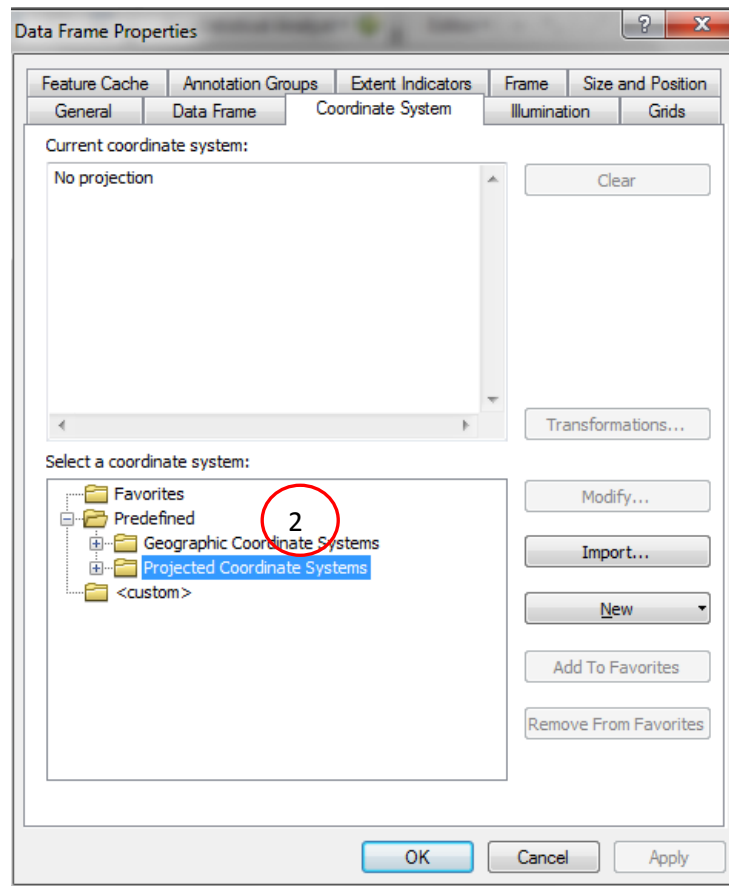 Data Frame Properties
?
X
Feature Cache Annotation Groups Extent Indicators Frame Size and Position
General Data Frame Coordinate System Illumination Grids
Current coordinate system:
No projection
Clear
Transformations...
Select a coordinate system:
Favorites
Predefined
2
Geographic Coordinate Systems
Projected Coordinate Systems
<custom>
Modify...
Import...
New
Add To Favorites
Remove From Favorites
OK Cancel Apply